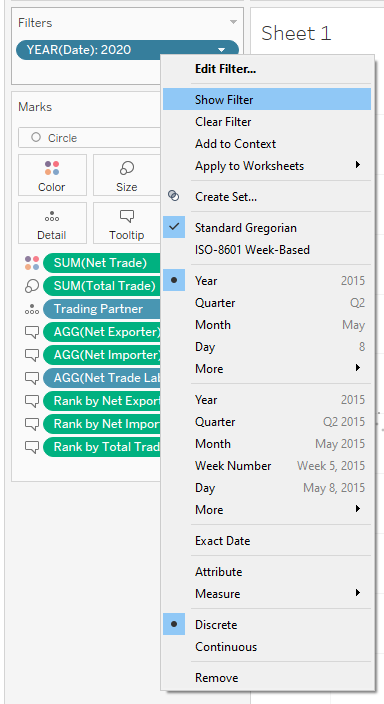 Filters
Sheet 1
YEAR(Date): 2020
Edit Filter...
Show Filter
Clear Filter
Add to Context
Apply to Worksheets
Create Set...
Standard Gregorian
ISO-8601 Week-Based
Year 2015
Quarter Q2
Month May
Day 8
More
Year 2015
Quarter Q2 2015
Month May 2015
Week Number Week 5, 2015
Day May 8, 2015
More
Exact Date
Attribute
Measure
Discrete
Continuous
Remove
Marks
Circle
Color
Size
Detail
Tooltip
SUM(Net Trade)
SUM(Total Trade)
Trading Partner
AGG(Net Exporter)
AGG(Net Importer)
AGG(Net Trade Lab
Rank by Net Expor
Rank by Net Impor
Rank by Total Trad